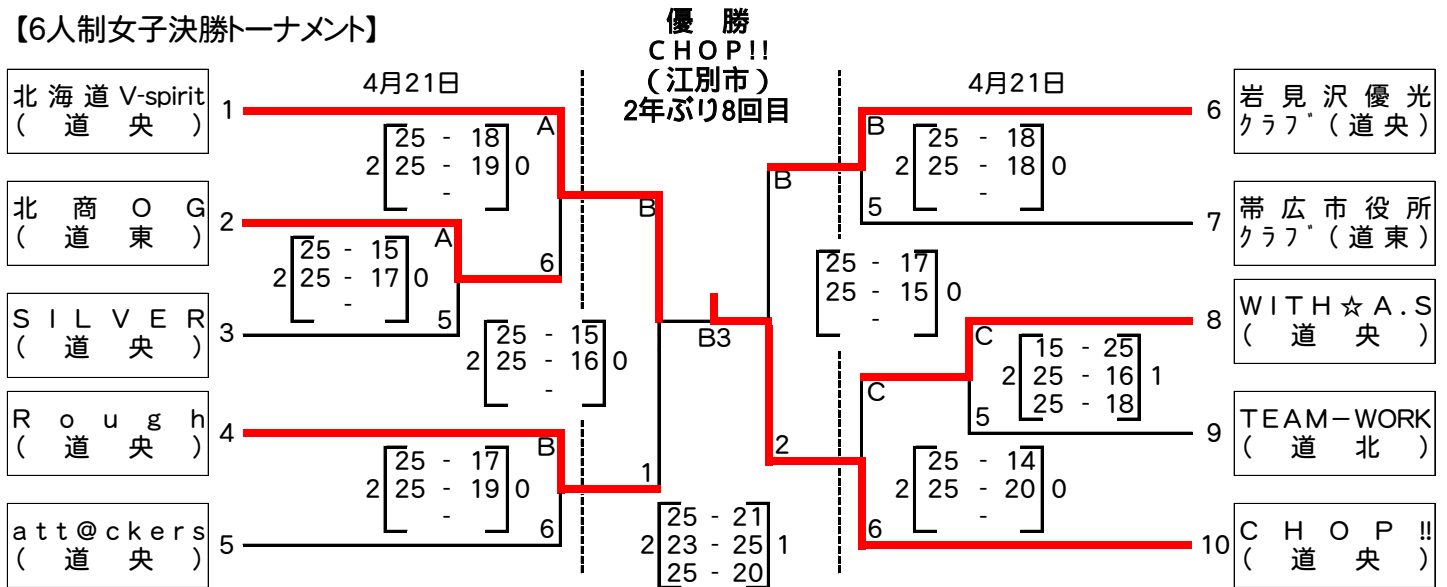 【6人制女子決勝トーナメント】
優 勝
CHOP!!
(江別市)
2年ぶり8回目
4月21日
4月21日
北海道V-spirit
(道央)
1
北商OG
(道東)
2
SILVER
(道央)
3
Rough
(道央)
4
att@ckers
(道央)
5
A
25 - 18
2 25 - 19 0
-
6
A
25 - 15
2 25 - 17 0
-
5
B
25 - 15
2 25 - 16 0
-
1
B
25 - 17
2 25 - 19 0
-
6
B3
25 - 21
2 23 - 25 1
25 - 20
B
25 - 17
25 - 15 0
-
2
B
25 - 18
2 25 - 18 0
-
5
C
15 - 25
2 25 - 16 1
25 - 18
5
C
25 - 14
2 25 - 20 0
-
6
6
岩見沢優光
クラブ(道央)
7
帯広市役所
クラブ(道東)
8
WITH☆A.S
(道央)
9
TEAM−WORK
(道北)
10
CHOP!!
(道央)